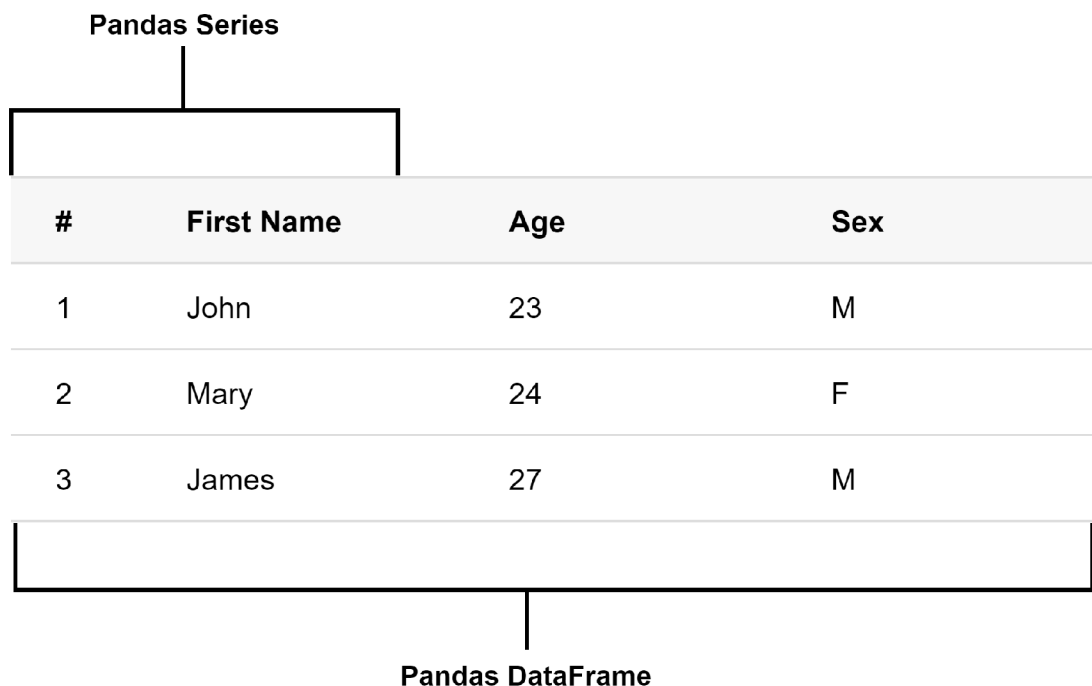 Pandas Series
# First Name Age Sex
1 John 23 M
2 Mary 24 F
3 James 27 M
Pandas DataFrame